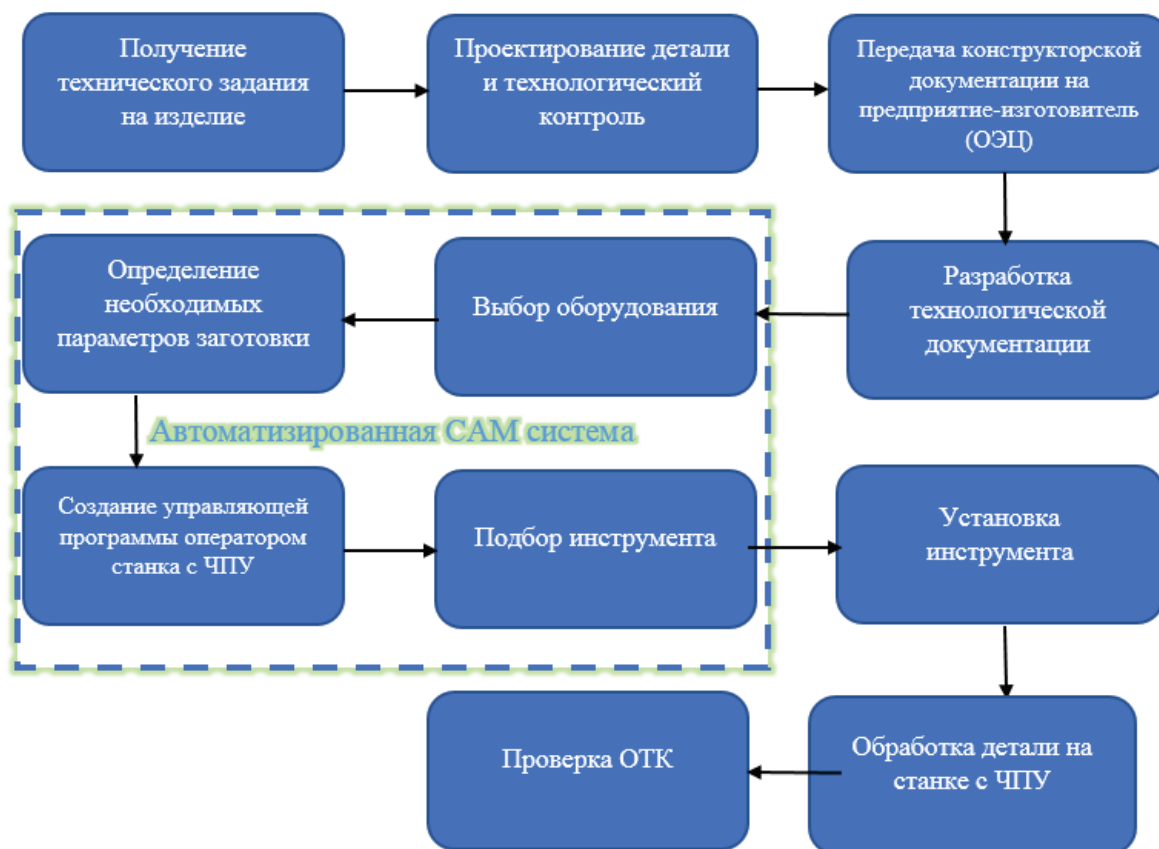 Получение
технического задания
на изделие
Проектирование детали
и технологический
контроль
Передача конструкторской
документации на
предприятие-изготовитель
(ОЭЦ)
Разработка
технологической
документации
Выбор оборудования
Определение
необходимых
параметров заготовки
Автоматизированная САМ система
Создание управляющей
программы оператором
станка с ЧПУ
Подбор инструмента
Установка
инструмента
Обработка детали на
станке с ЧПУ
Проверка ОТК